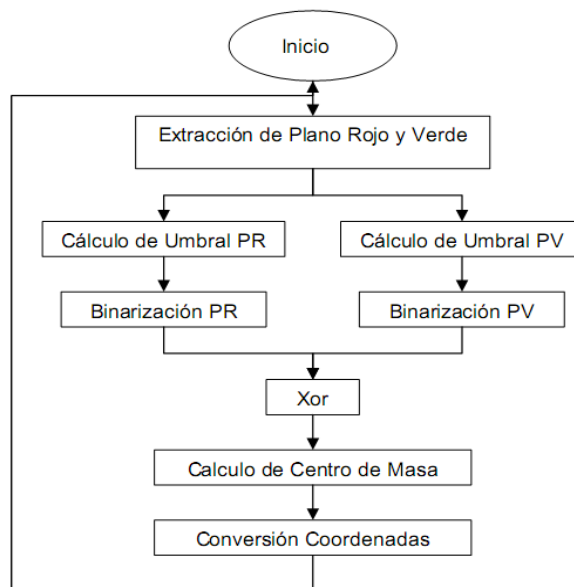 Inicio
Extracción de Plano Rojo y Verde
Cálculo de Umbral PR
Cálculo de Umbral PV
Binarización PR
Binarización PV
Xor
Calculo de Centro de Masa
Conversión Coordenadas